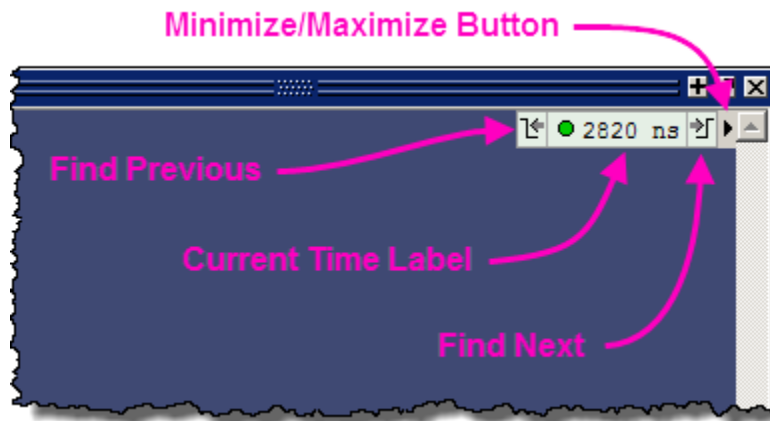 Minimize/Maximize Button
2820 ns
Find Previous
Current Time Label
Find Next